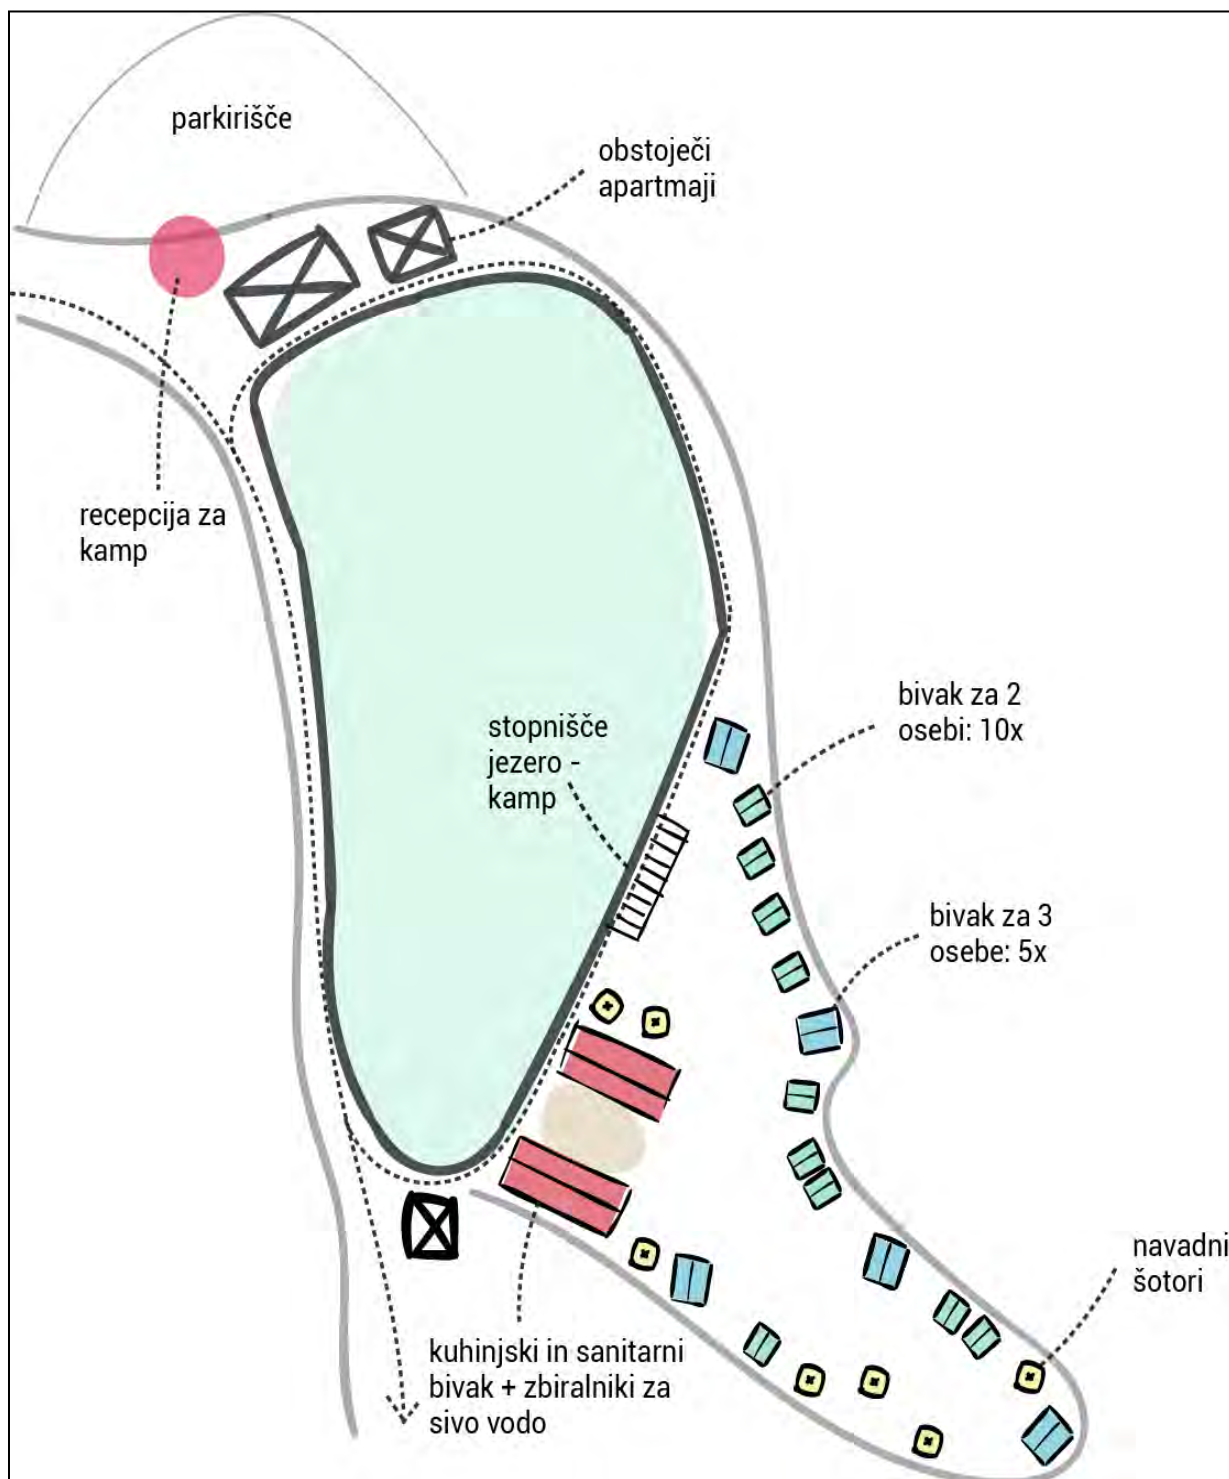 parkirišče
obstoječi
apartmaji
recepcija za
kamp
bivak za 2
osebi: 10x
stopnišče
jezero -
kamp
bivak za 3
osebe: 5x
navadni
šotori
kuhinjski in sanitarni
bivak + zbiralniki za
sivo vodo